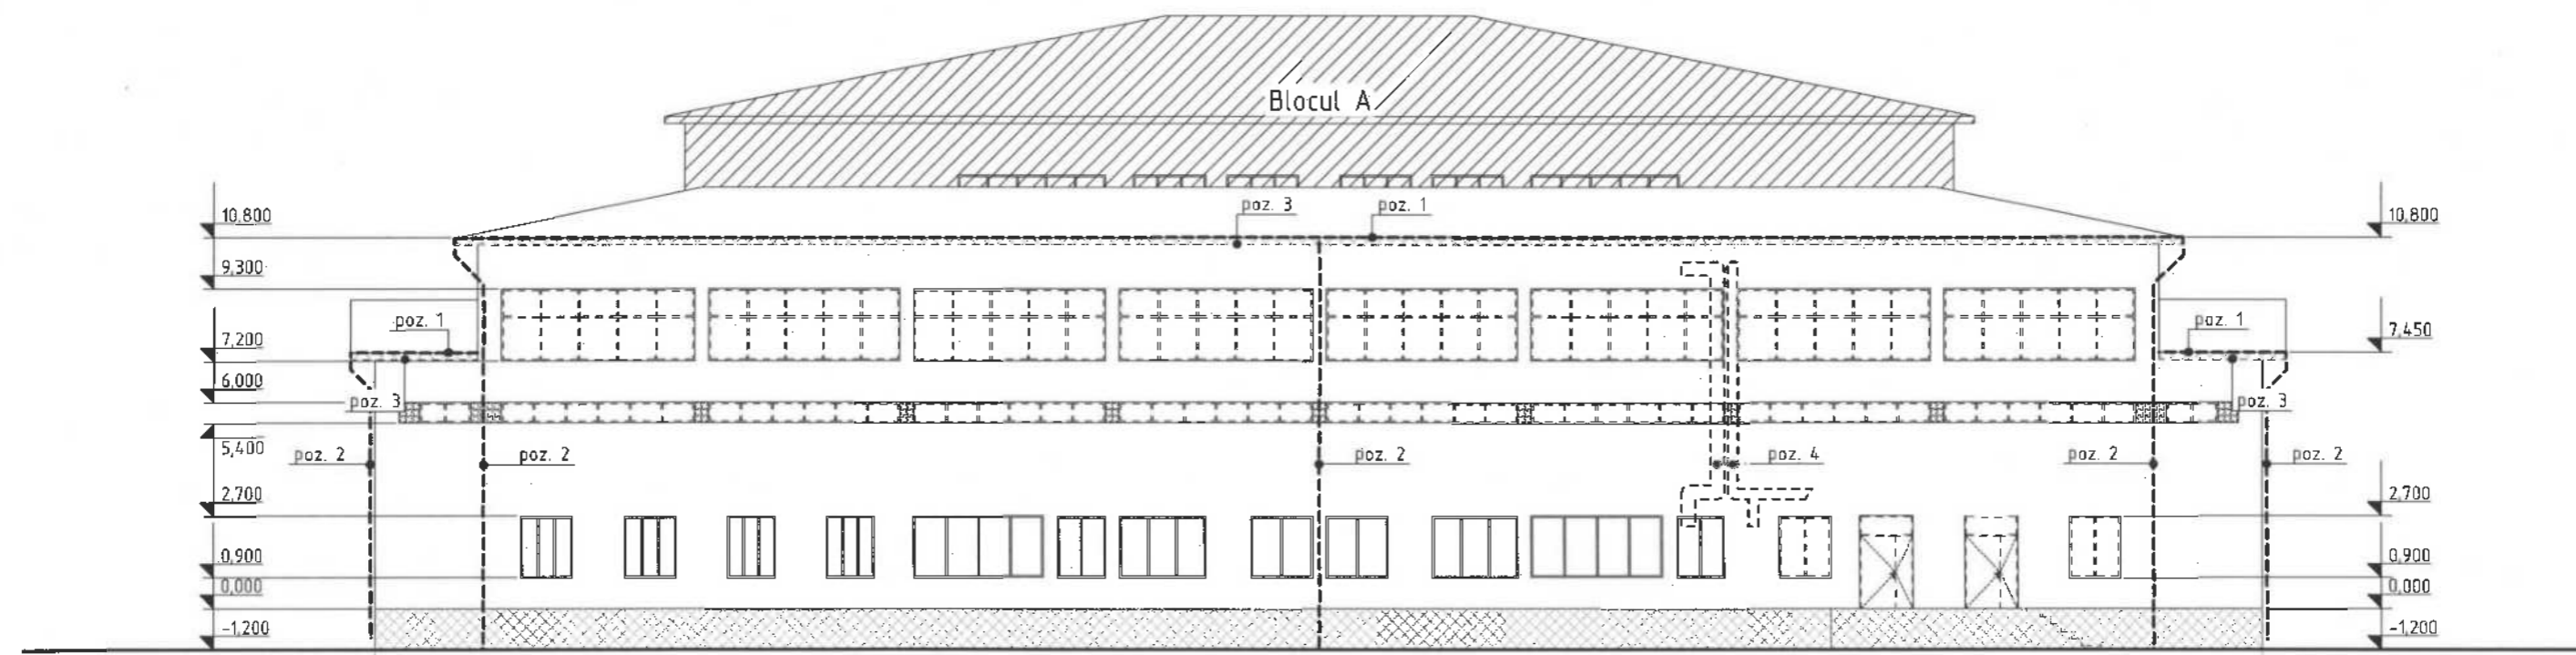 Blocul A
poz. 3
poz. 1
10,800
10,800
9,300
poz. 1
poz. 1
7,200
7,450
6,000
poz. 3
poz. 3
5,400
poz. 2
poz. 2
poz. 2
poz. 4
poz. 2
poz. 2
2,700
2,700
0,900
0,900
0,000
0,000
-1,200
-1,200